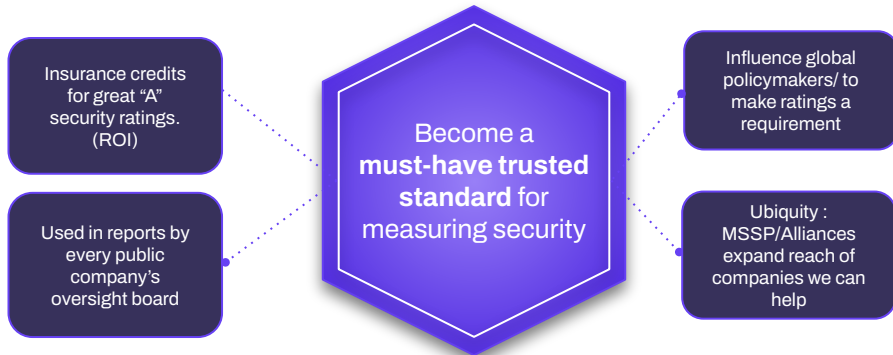 Insurance credits
for great “A”
security ratings.
(ROI)
Used in reports by
every public
company’s
oversight board
Become a
must-have trusted
standard for
measuring security
Influence global
policymakers/ to
make ratings a
requirement
Ubiquity :
MSSP/Alliances
expand reach of
companies we can
help